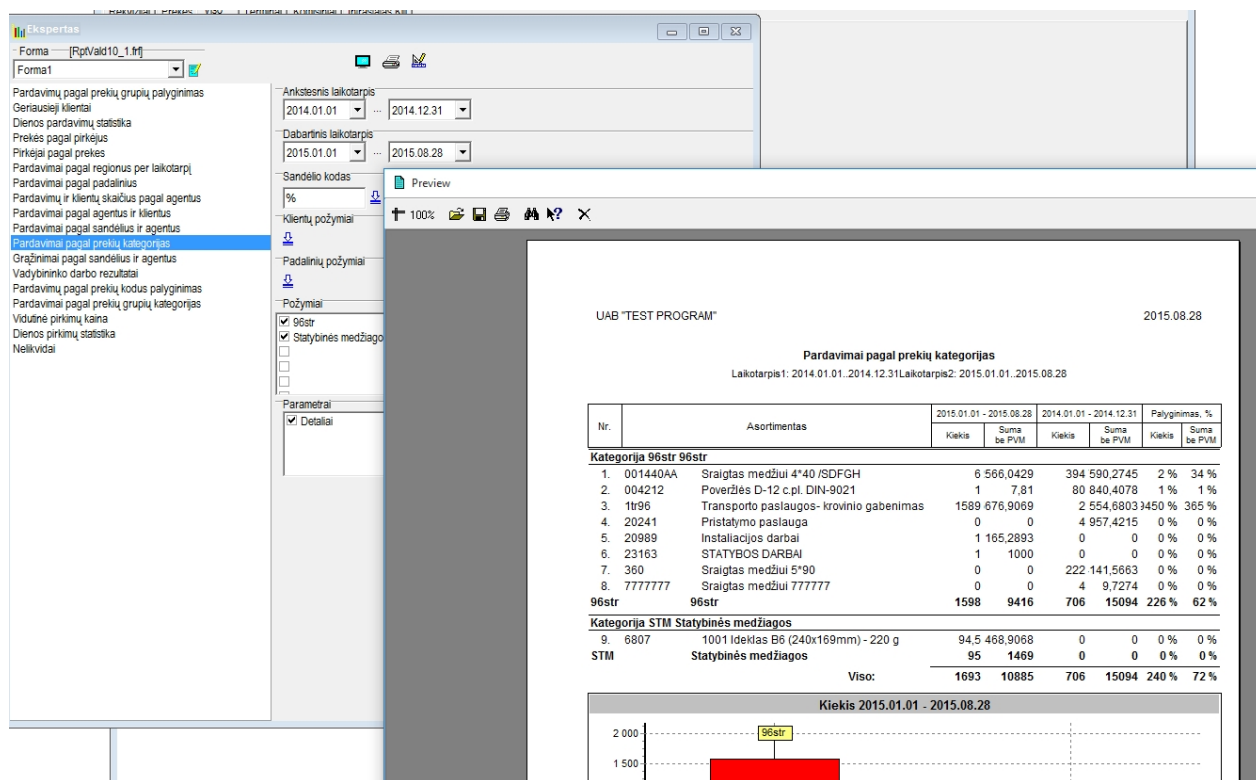 Ekspertas
Forma [RptVald10_1.frf]
Forma1
Pardavimų pagal prekių grupių palyginimas
Geriausieji klientai
Dienos pardavimų statistika
Prekės pagal pirkėjus
Pirkėjai pagal prekes
Pardavimai pagal regionus per laikotarpį
Pardavimai pagal padalinius
Pardavimų ir klientų skaičius pagal agentus
Pardavimai pagal agentus ir klientus
Pardavimai pagal sandėlius ir agentus
Pardavimai pagal prekių kategorijas
Grąžinimai pagal sandėlius ir agentus
Vadybininko darbo rezultatai
Pardavimų pagal prekių kodus palyginimas
Pardavimai pagal prekių grupių kategorijas
Vidutinė pirkimų kaina
Dienos pirkimų statistika
Nelikvidai
Ankstesnis laikotarpis
2014.01.01 ... 2014.12.31
Dabartinis laikotarpis
2015.01.01 ... 2015.08.28
Sandėlio kodas
%
Klientų požymiai
Padalinių požymiai
Požymiai
96str
Statybinės medžiago
Parametrai
Detaliai
Preview
100%
UAB "TEST PROGRAM" 2015.08.28
Pardavimai pagal prekių kategorijas
Laikotarpis1: 2014.01.01..2014.12.31Laikotarpis2: 2015.01.01..2015.08.28
Nr. Asortimentas 2015.01.01 - 2015.08.28 2014.01.01 - 2014.12.31 Palyginimas, %
Kiekis Suma be PVM Kiekis Suma be PVM Kiekis Suma be PVM
Kategorija 96str 96str
1. 001440AA Sraigtas medžiui 4*40 /SDFGH 6 566,0429 394 590,2745 2 % 34 %
2. 004212 Poveržlės D-12 c.pl. DIN-9021 1 7,81 80 840,4078 1 % 1 %
3. 1tr96 Transporto paslaugos- krovinio gabenimas 1589 676,9069 2 554,6803 9450 % 365 %
4. 20241 Pristatymo paslauga 0 0 4 957,4215 0 % 0 %
5. 20989 Instaliacijos darbai 1 165,2893 0 0 0 % 0 %
6. 23163 STATYBOS DARBAI 1 1000 0 0 0 % 0 %
7. 360 Sraigtas medžiui 5*90 0 0 222 141,5663 0 % 0 %
8. 7777777 Sraigtas medžiui 777777 0 0 4 9,7274 0 % 0 %
96str 96str 1598 9416 706 15094 226 % 62 %
Kategorija STM Statybinės medžiagos
9. 6807 1001 Ideklas B6 (240x169mm) - 220 g 94,5 468,9068 0 0 0 % 0 %
STM Statybinės medžiagos 95 1469 0 0 0 % 0 %
Viso: 1693 10885 706 15094 240 % 72 %
Kiekis 2015.01.01 - 2015.08.28
2 000
96str
1 500